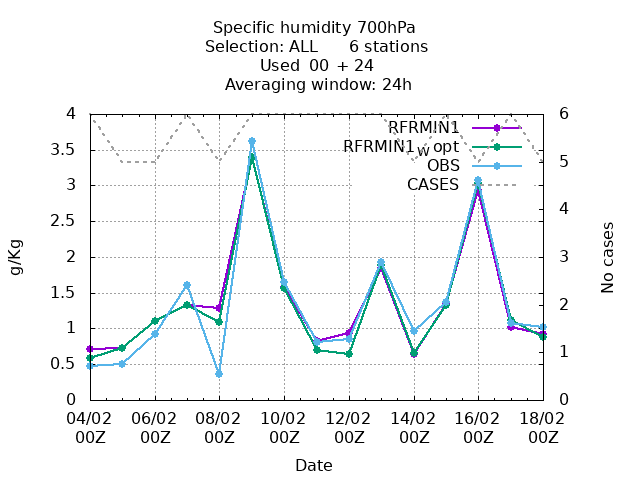 Specific humidity 700hPa
Selection: ALL 6 stations
Used 00 + 24
Averaging window: 24h
RFRMIN1
RFRMIN1_W opt
OBS
CASES
g/Kg
4
3.5
3
2.5
2
1.5
1
0.5
0
No cases
6
5
4
3
2
1
0
04/02 06/02 08/02 10/02 12/02 14/02 16/02 18/02
00Z 00Z 00Z 00Z 00Z 00Z 00Z 00Z
Date